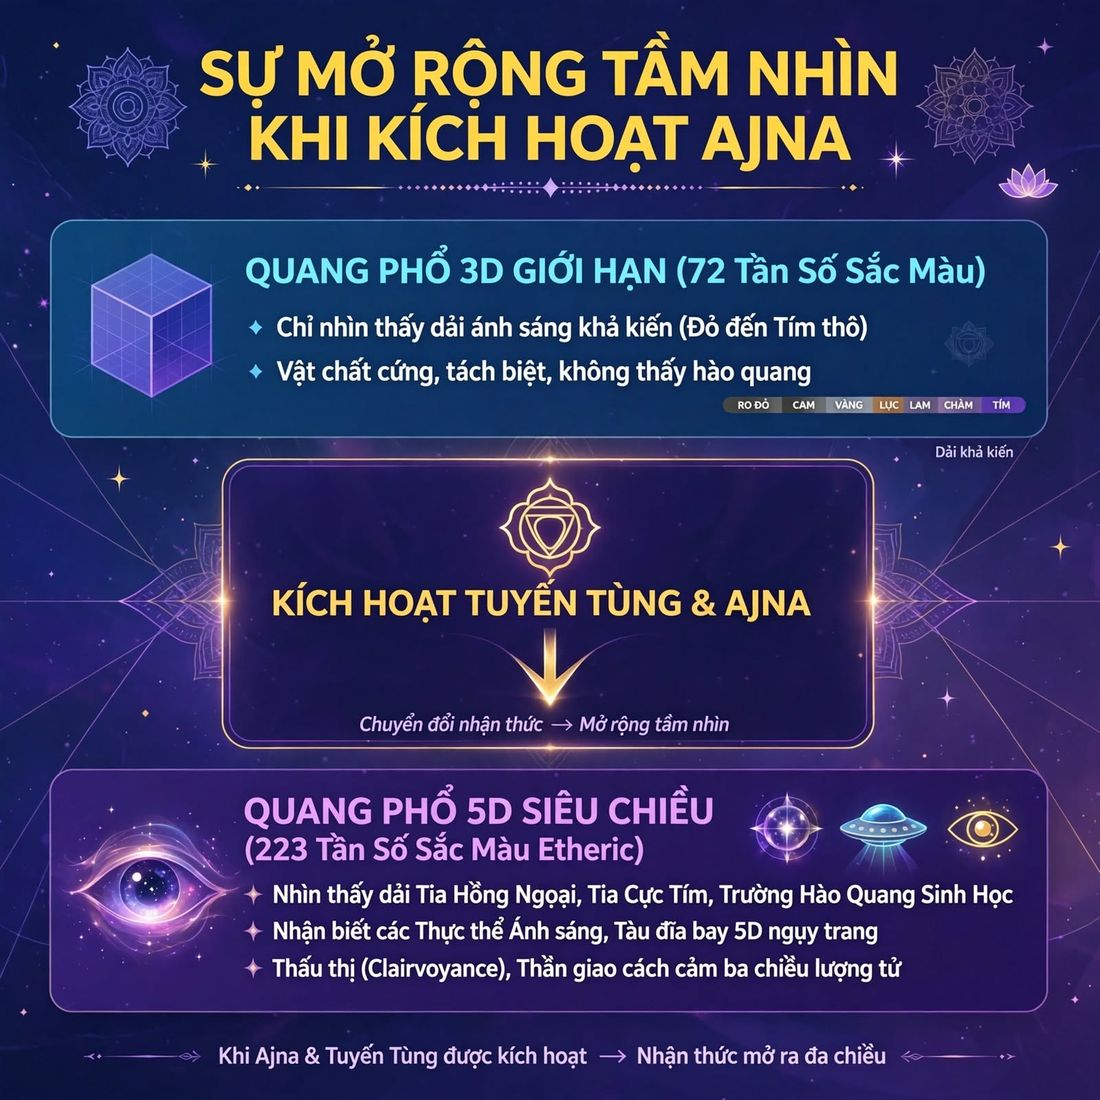 SỰ MỞ RỘNG TẦM NHÌN
KHI KÍCH HOẠT AJNA
QUANG PHỔ 3D GIỚI HẠN (72 Tần Số Sắc Màu)
Chỉ nhìn thấy dải ánh sáng khả kiến (Đỏ đến Tím thô)
Vật chất cứng, tách biệt, không thấy hào quang
RO ĐỎ CAM VÀNG LỤC LAM CHÀM TÍM
Dải khả kiến
KÍCH HOẠT TUYẾN TÙNG & AJNA
Chuyển đổi nhận thức → Mở rộng tầm nhìn
QUANG PHỔ 5D SIÊU CHIỀU
(223 Tần Số Sắc Màu Etheric)
Nhìn thấy dải Tia Hồng Ngoại, Tia Cực Tím, Trường Hào Quang Sinh Học
Nhận biết các Thực thể Ánh sáng, Tàu đĩa bay 5D ngụy trang
Thấu thị (Clairvoyance), Thần giao cách cảm ba chiều lượng tử
Khi Ajna & Tuyến Tùng được kích hoạt → Nhận thức mở ra đa chiều